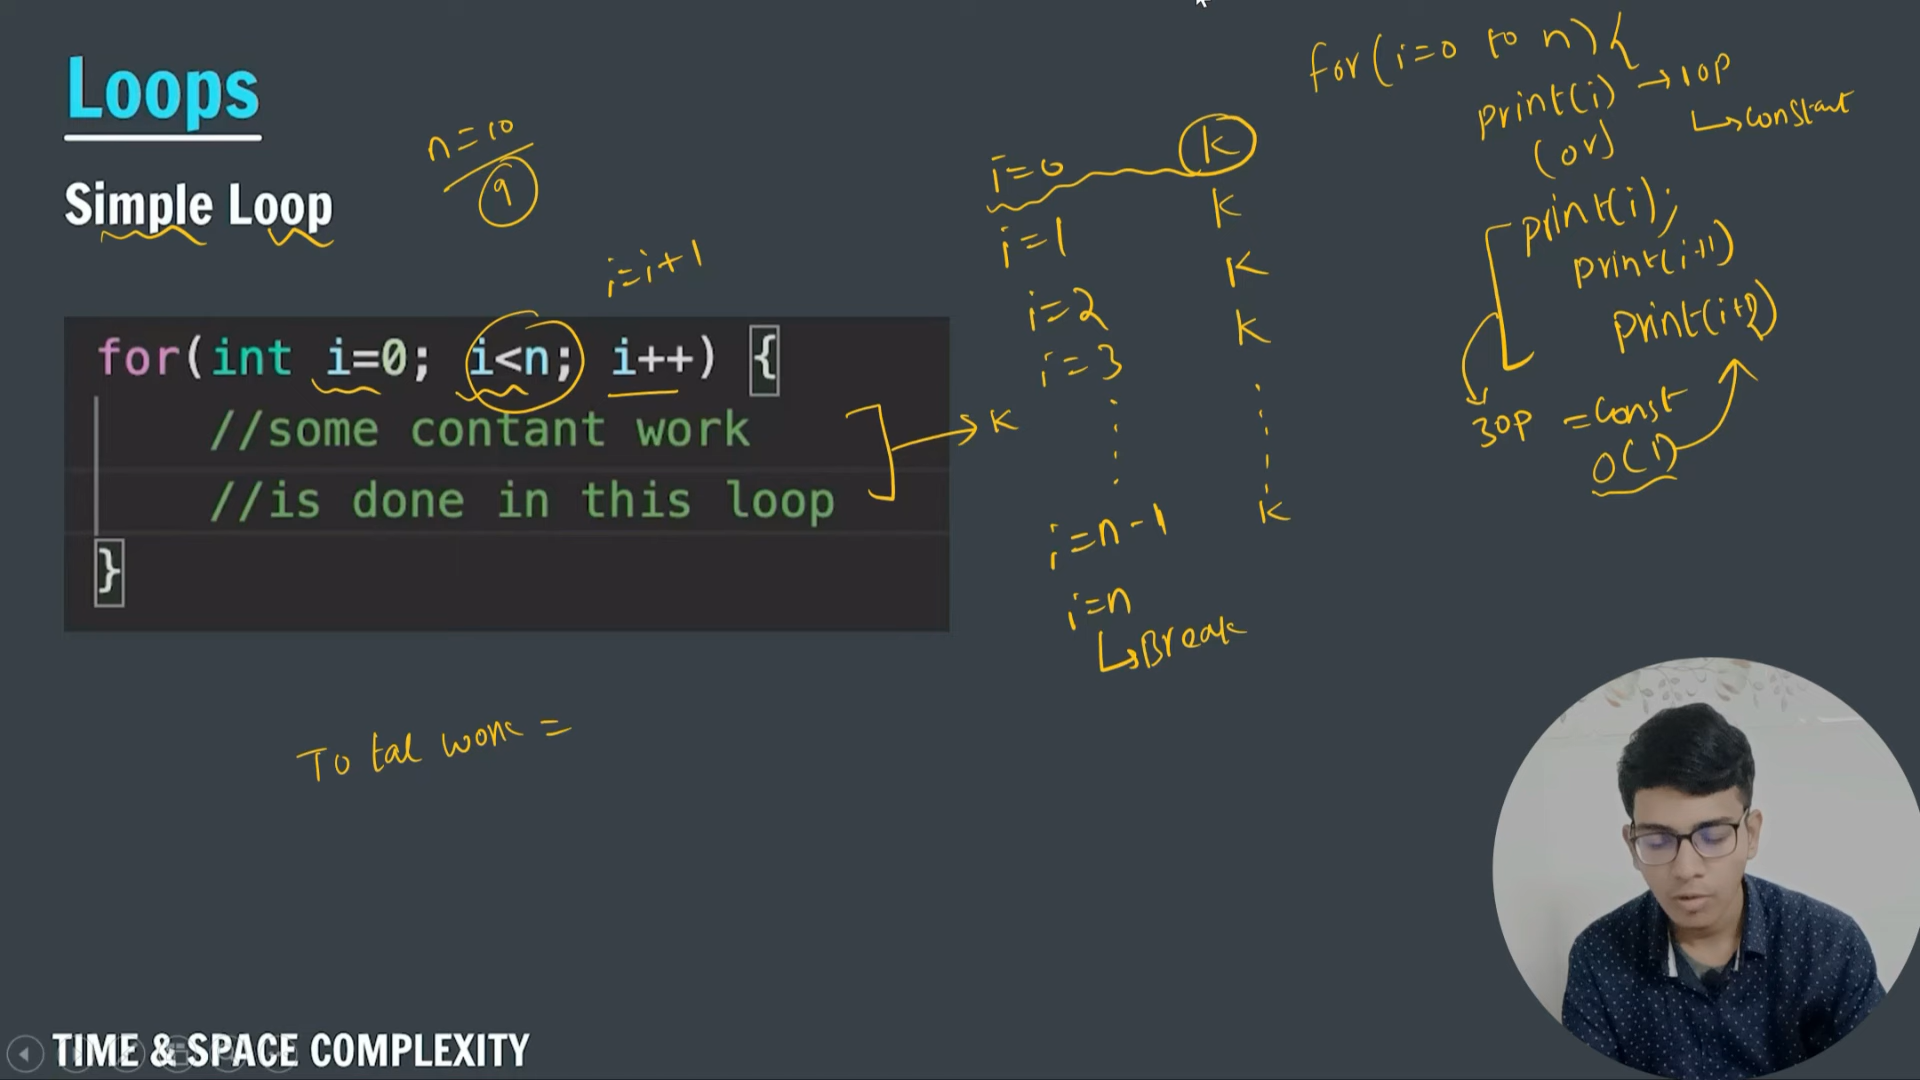 Loops
Simple Loop
n=10
9
i=i+1
for(int i=0; i<n; i++) {
//some contant work
//is done in this loop
}
K
i=0 K
i=1 K
i=2 K
i=3 K
i=n-1 K
i=n
Break
for(i=0 to n){
print(i) → 1op
constant
(or)
print(i);
print(i+1)
print(i+2)
3op = Const
O(1)
Total work =
TIME & SPACE COMPLEXITY